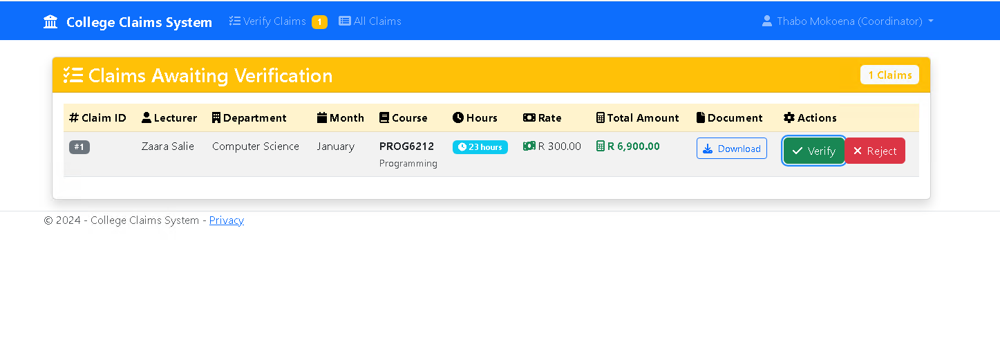 College Claims System Verify Claims 1 All Claims Thabo Mokoena (Coordinator)
Claims Awaiting Verification 1 Claims
# Claim ID Lecturer Department Month Course Hours Rate Total Amount Document Actions
#1 Zaara Salie Computer Science January PROG6212 23 hours R 300.00 R 6,900.00 Download Verify Reject
Programming
© 2024 - College Claims System - Privacy